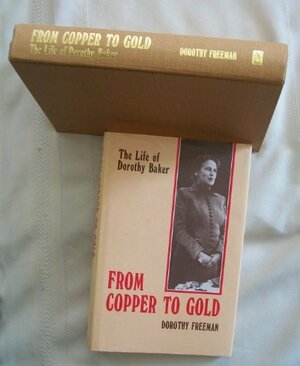 FROM COPPER TO GOLD
The Life of Dorothy Baker
DOROTHY FREEMAN
The Life of
Dorothy Baker
FROM
COPPER TO GOLD
DOROTHY FREEMAN